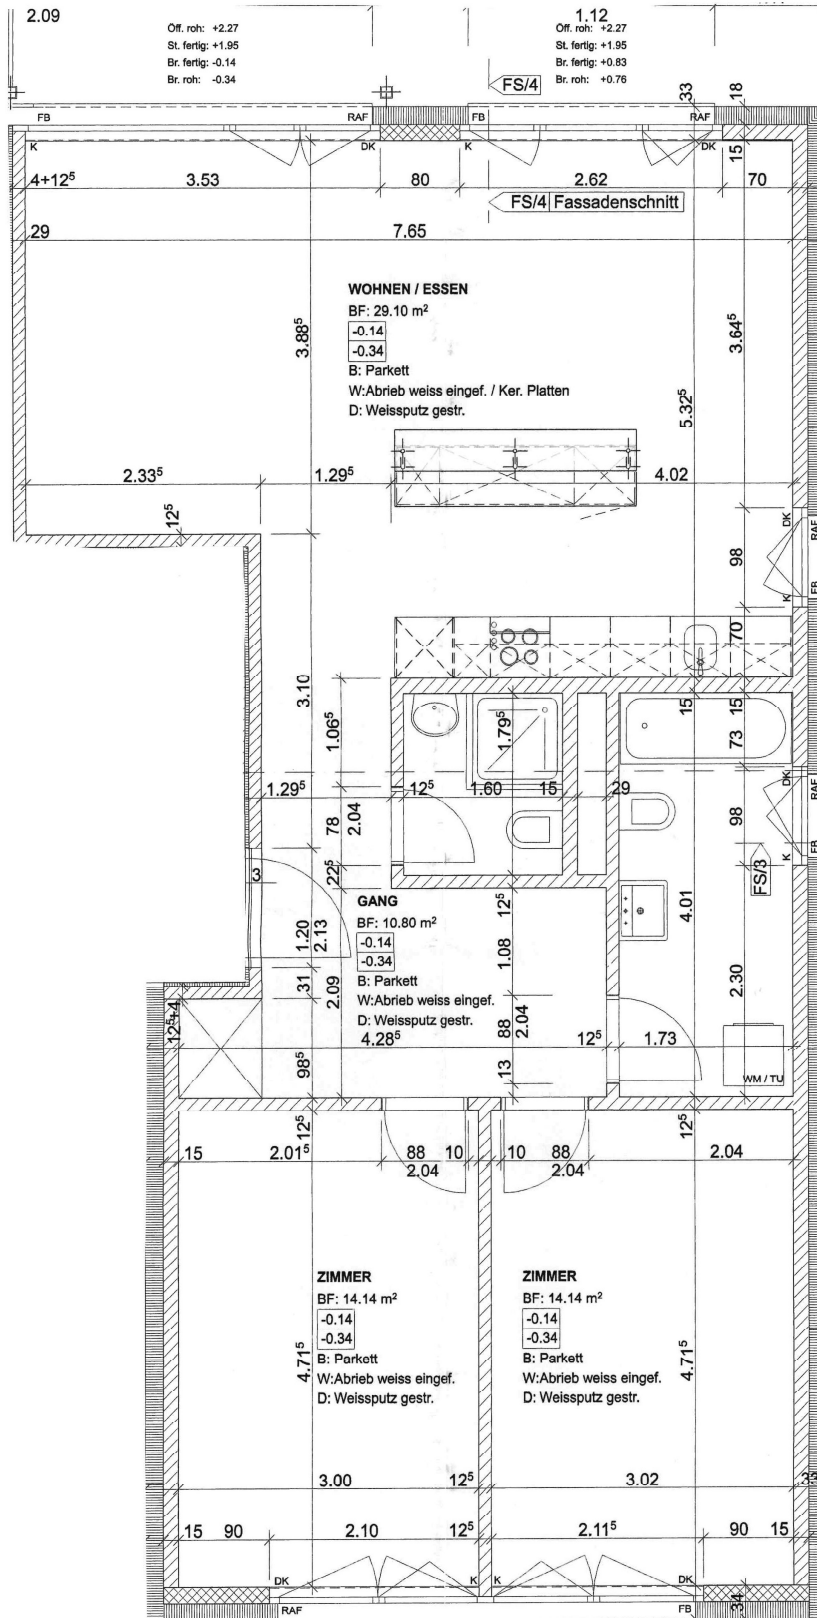 2.09
1.12
Öff. roh: +2.27
St. fertig: +1.95
Br. fertig: -0.14
Br. roh: -0.34
Öff. roh: +2.27
St. fertig: +1.95
Br. fertig: +0.83
Br. roh: +0.76
FS/4
33
18
FB
RAF
FB
RAF
K
DK
K
DK
15
4+12⁵
3.53
80
2.62
70
FS/4 Fassadenschnitt
29
7.65
WOHNEN / ESSEN
BF: 29.10 m²
-0.14
-0.34
B: Parkett
W:Abrieb weiss eingef. / Ker. Platten
D: Weissputz gestr.
3.88⁵
3.64⁵
5.32⁵
2.33⁵
1.29⁵
4.02
12⁵
DK
RAF
98
K
FB
70
3.10
1.06⁵
1.79⁵
15
15
73
1.29⁵
12⁵
1.60
15
29
DK
RAF
78
2.04
98
K
FB
FS/3
22⁵
3
GANG
BF: 10.80 m²
-0.14
-0.34
B: Parkett
W:Abrieb weiss eingef.
D: Weissputz gestr.
12⁵
4.01
1.20
2.13
1.08
2.30
31
2.09
12⁵+4
88
2.04
4.28⁵
12⁵
1.73
98⁵
13
WM / TU
12⁵
12⁵
15
2.01⁵
88
2.04
10
10
88
2.04
2.04
ZIMMER
BF: 14.14 m²
-0.14
-0.34
B: Parkett
W:Abrieb weiss eingef.
D: Weissputz gestr.
ZIMMER
BF: 14.14 m²
-0.14
-0.34
B: Parkett
W:Abrieb weiss eingef.
D: Weissputz gestr.
4.71⁵
4.71⁵
3.00
12⁵
3.02
33
15
90
2.10
12⁵
2.11⁵
90
15
DK
K
K
DK
RAF
FB
34